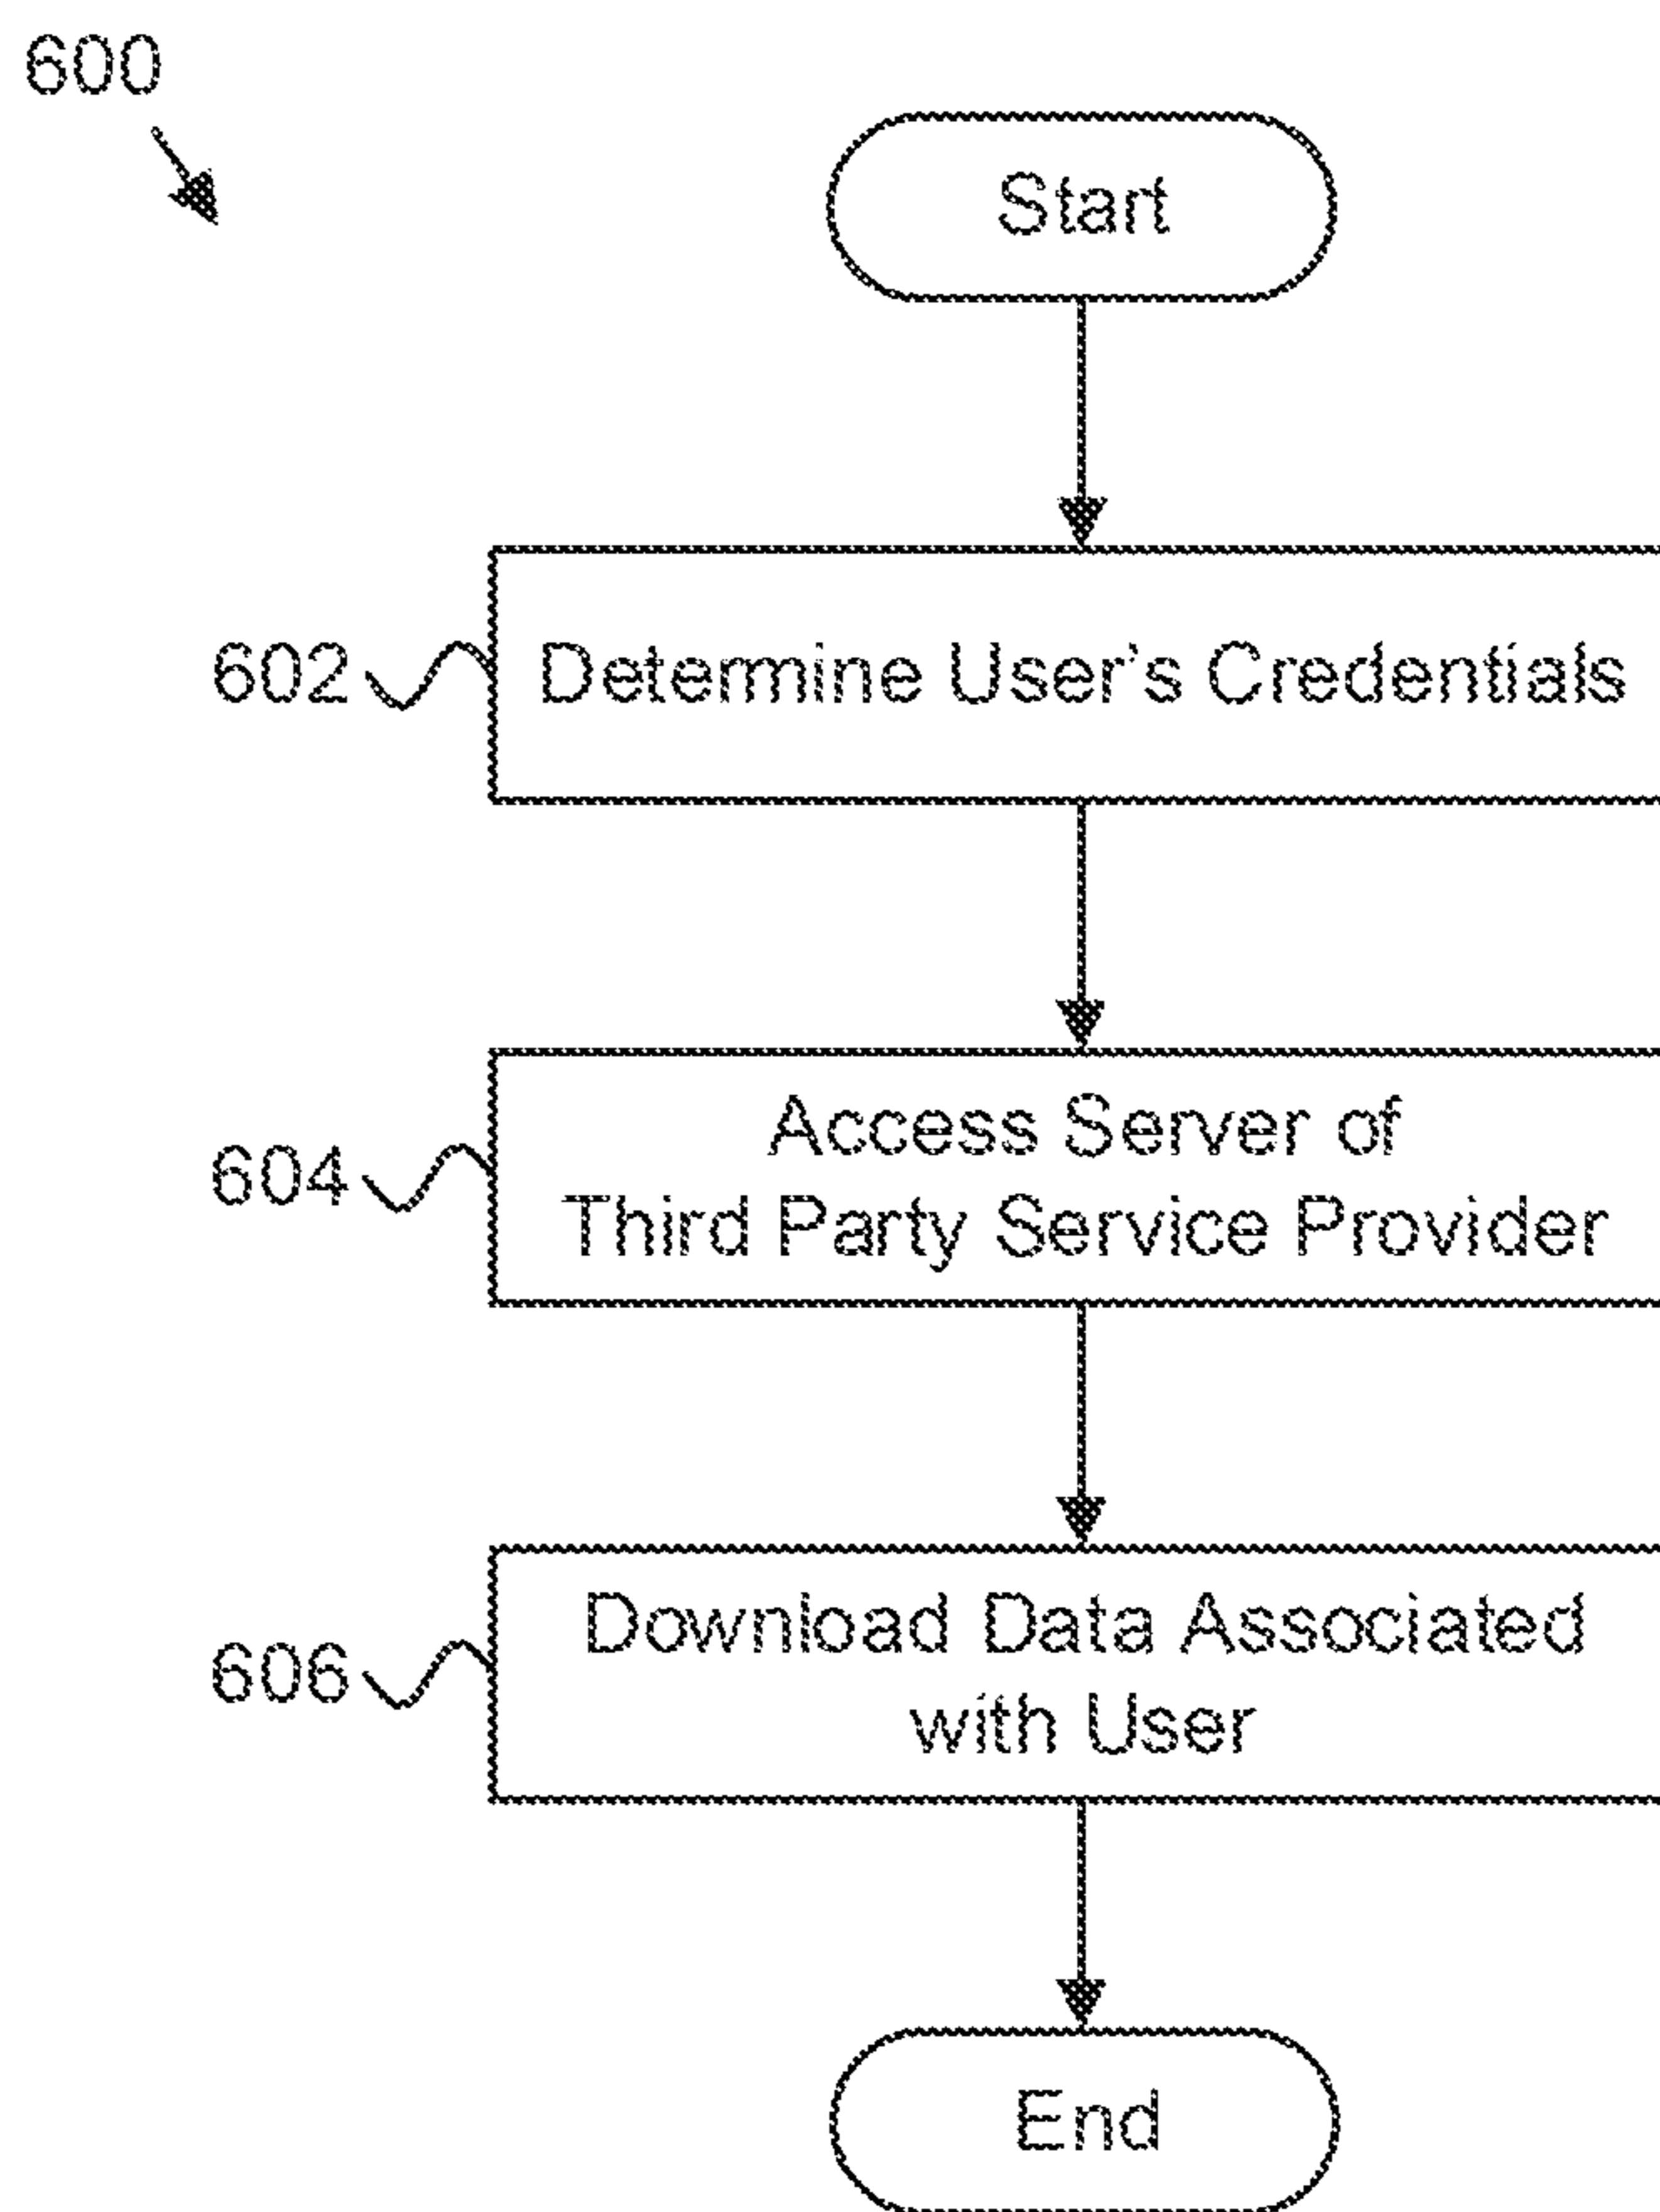 600
Start
602
Determine User's Credentials
604
Access Server of
Third Party Service Provider
606
Download Data Associated
with User
End